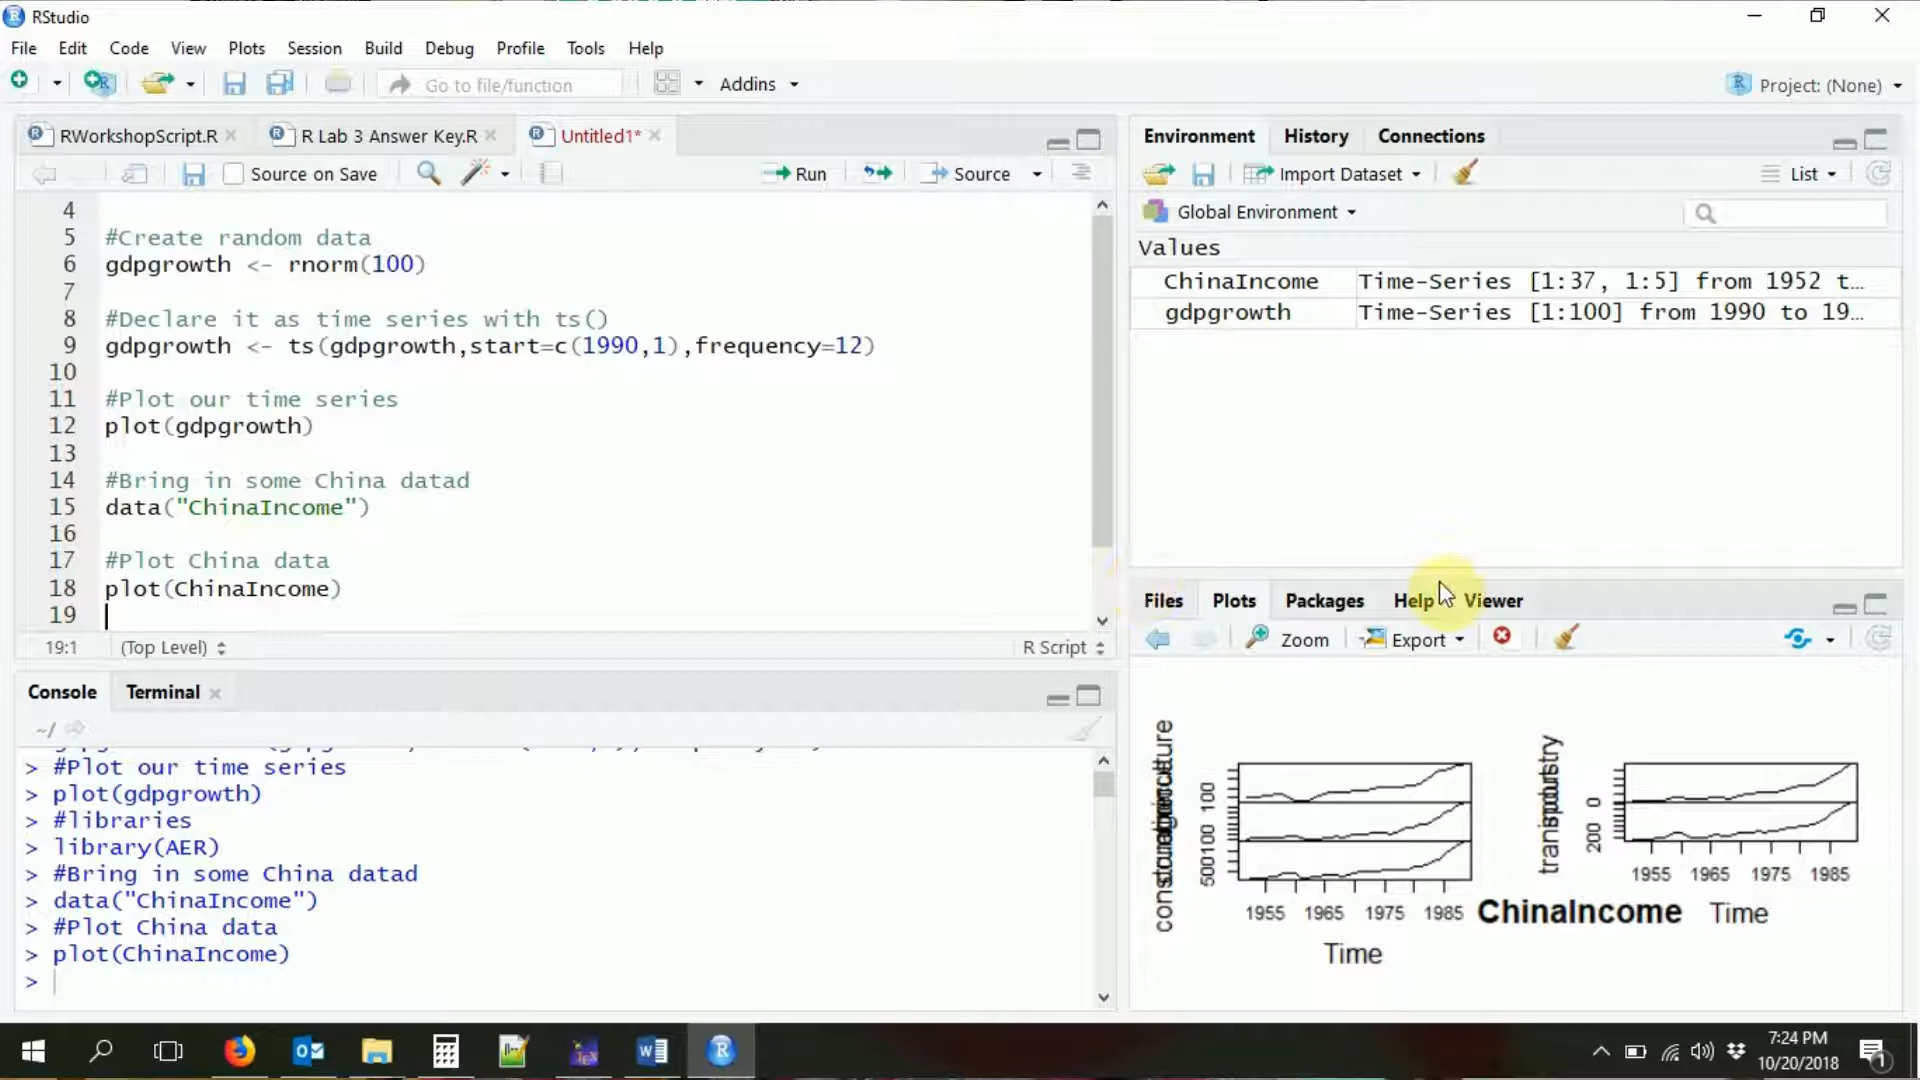 RStudio
File Edit Code View Plots Session Build Debug Profile Tools Help
Go to file/function Addins Project: (None)
RWorkshopScript.R R Lab 3 Answer Key.R Untitled1*
Source on Save Run Source
4
5 #Create random data
6 gdpgrowth <- rnorm(100)
7
8 #Declare it as time series with ts()
9 gdpgrowth <- ts(gdpgrowth,start=c(1990,1),frequency=12)
10
11 #Plot our time series
12 plot(gdpgrowth)
13
14 #Bring in some China datad
15 data("ChinaIncome")
16
17 #Plot China data
18 plot(ChinaIncome)
19
19:1 (Top Level) R Script
Console Terminal
~/
> #Plot our time series
> plot(gdpgrowth)
> #libraries
> library(AER)
> #Bring in some China datad
> data("ChinaIncome")
> #Plot China data
> plot(ChinaIncome)
>
Environment History Connections
Import Dataset List
Global Environment
Values
ChinaIncome Time-Series [1:37, 1:5] from 1952 t…
gdpgrowth Time-Series [1:100] from 1990 to 19…
Files Plots Packages Help Viewer
Zoom Export
100
100
500
0
200
1955 1965 1975 1985
1955 1965 1975 1985
ChinaIncome
Time
Time
7:24 PM
10/20/2018
1